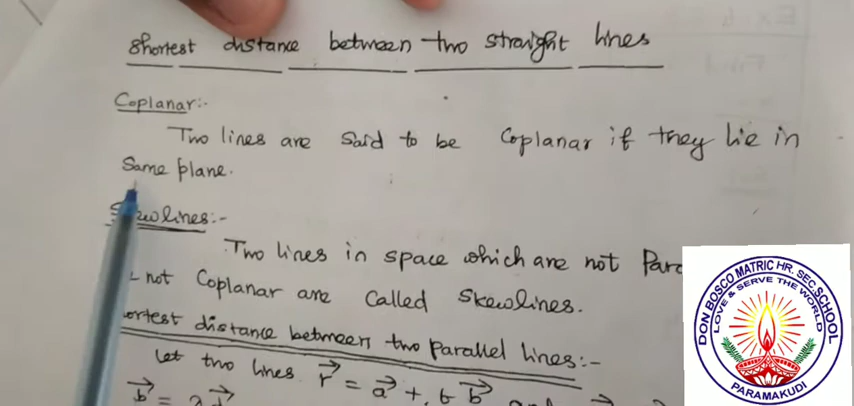 Shortest distance between two straight lines
Coplanar:-
Two lines are said to be Coplanar if they lie in
Same plane.
Skewlines:-
Two lines in space which are not
not Coplanar are called Skewlines.
distance between two parallel lines:-
Let two lines r⃗ = a⃗ + t b⃗ and
b⃗ =
DON BOSCO MATRIC HR. SEC. SCHOOL
LOVE & SERVE THE WORLD
PARAMAKUDI